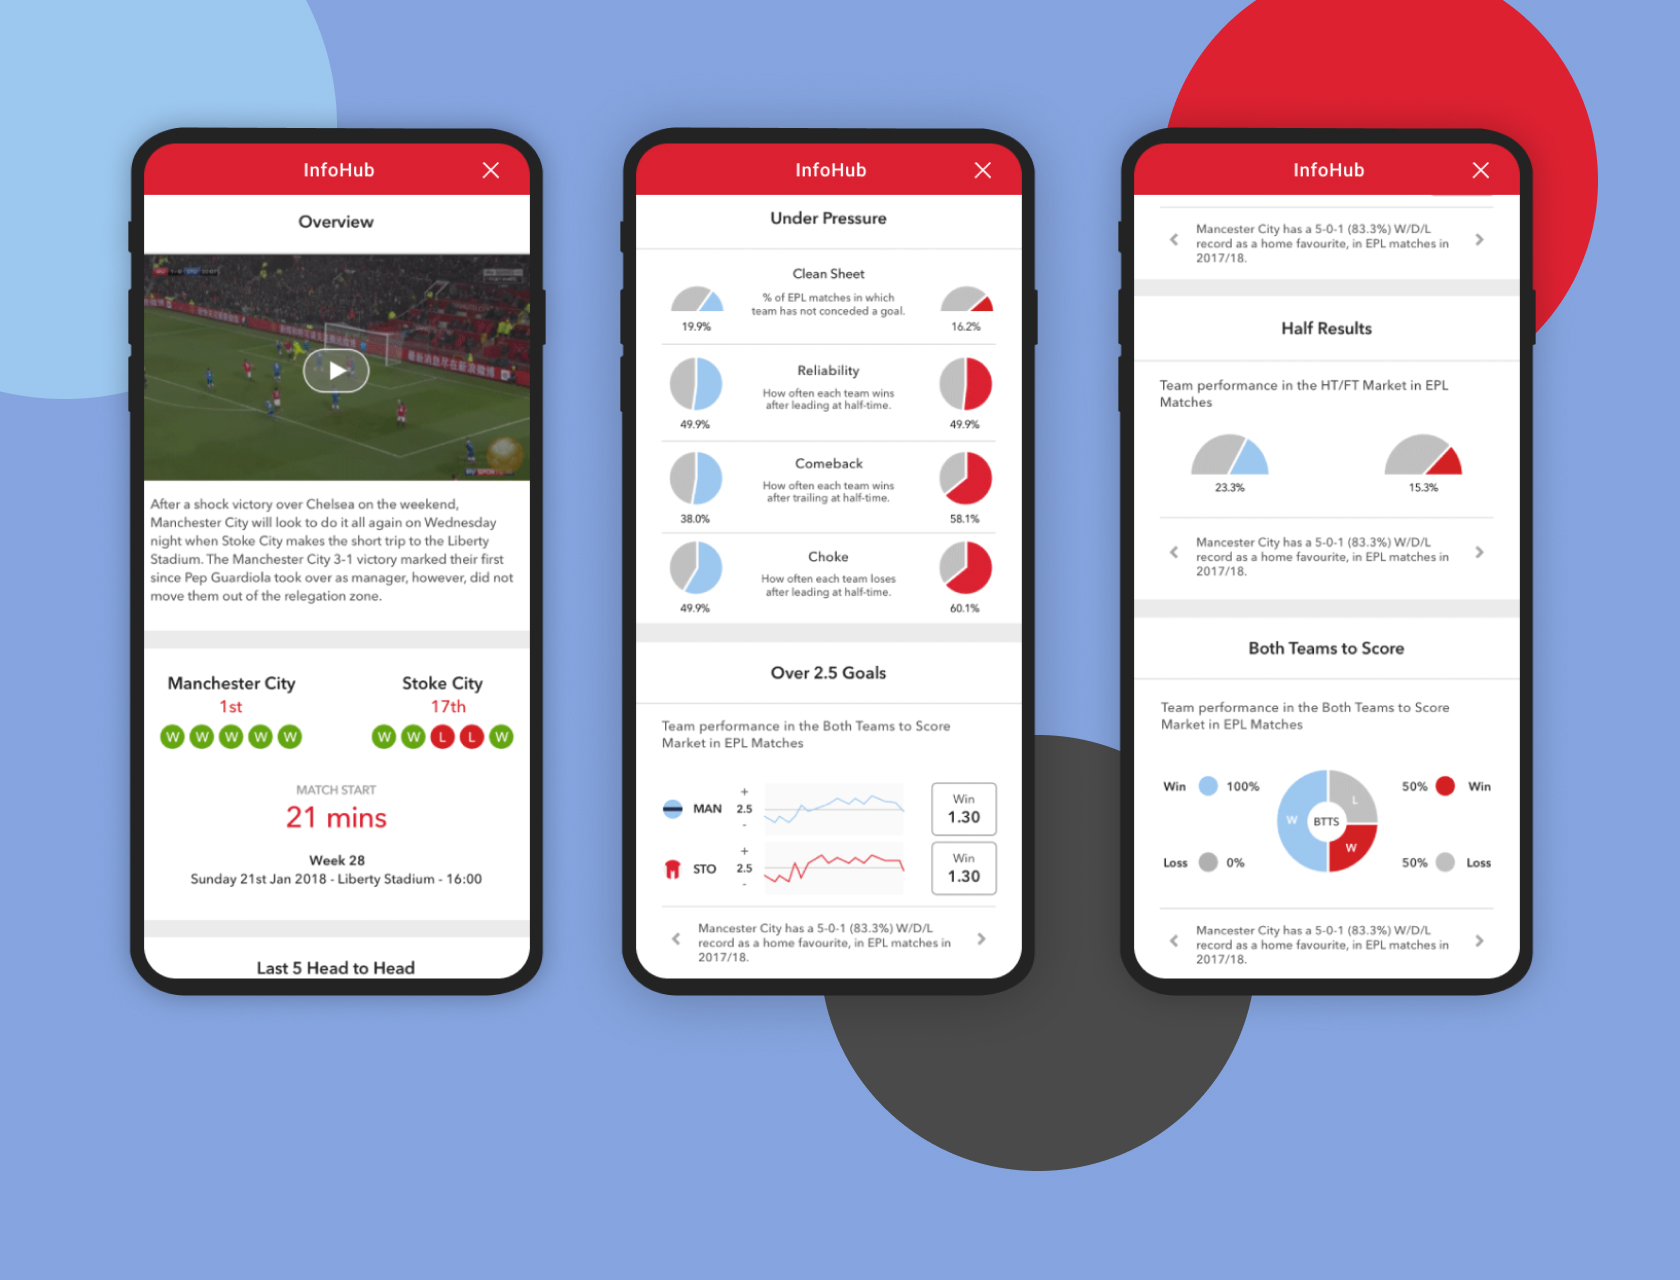 InfoHub
Overview
After a shock victory over Chelsea on the weekend,
Manchester City will look to do it all again on Wednesday
night when Stoke City makes the short trip to the Liberty
Stadium. The Manchester City 3-1 victory marked their first
since Pep Guardiola took over as manager, however, did not
move them out of the relegation zone.
Manchester City
1st
W W W W W
Stoke City
17th
W W L L W
MATCH START
21 mins
Week 28
Sunday 21st Jan 2018 - Liberty Stadium - 16:00
Last 5 Head to Head
InfoHub
Under Pressure
Clean Sheet
% of EPL matches in which
team has not conceded a goal.
19.9%
16.2%
Reliability
How often each team wins
after leading at half-time.
49.9%
49.9%
Comeback
How often each team wins
after trailing at half-time.
38.0%
58.1%
Choke
How often each team loses
after leading at half-time.
49.9%
60.1%
Over 2.5 Goals
Team performance in the Both Teams to Score
Market in EPL Matches
MAN
+
2.5
-
Win
1.30
STO
+
2.5
-
Win
1.30
Mancester City has a 5-0-1 (83.3%) W/D/L
record as a home favourite, in EPL matches in
2017/18.
InfoHub
Mancester City has a 5-0-1 (83.3%) W/D/L
record as a home favourite, in EPL matches in
2017/18.
Half Results
Team performance in the HT/FT Market in EPL
Matches
23.3%
15.3%
Mancester City has a 5-0-1 (83.3%) W/D/L
record as a home favourite, in EPL matches in
2017/18.
Both Teams to Score
Team performance in the Both Teams to Score
Market in EPL Matches
Win 100%
50% Win
W
L
BTTS
W
Loss 0%
50% Loss
Mancester City has a 5-0-1 (83.3%) W/D/L
record as a home favourite, in EPL matches in
2017/18.